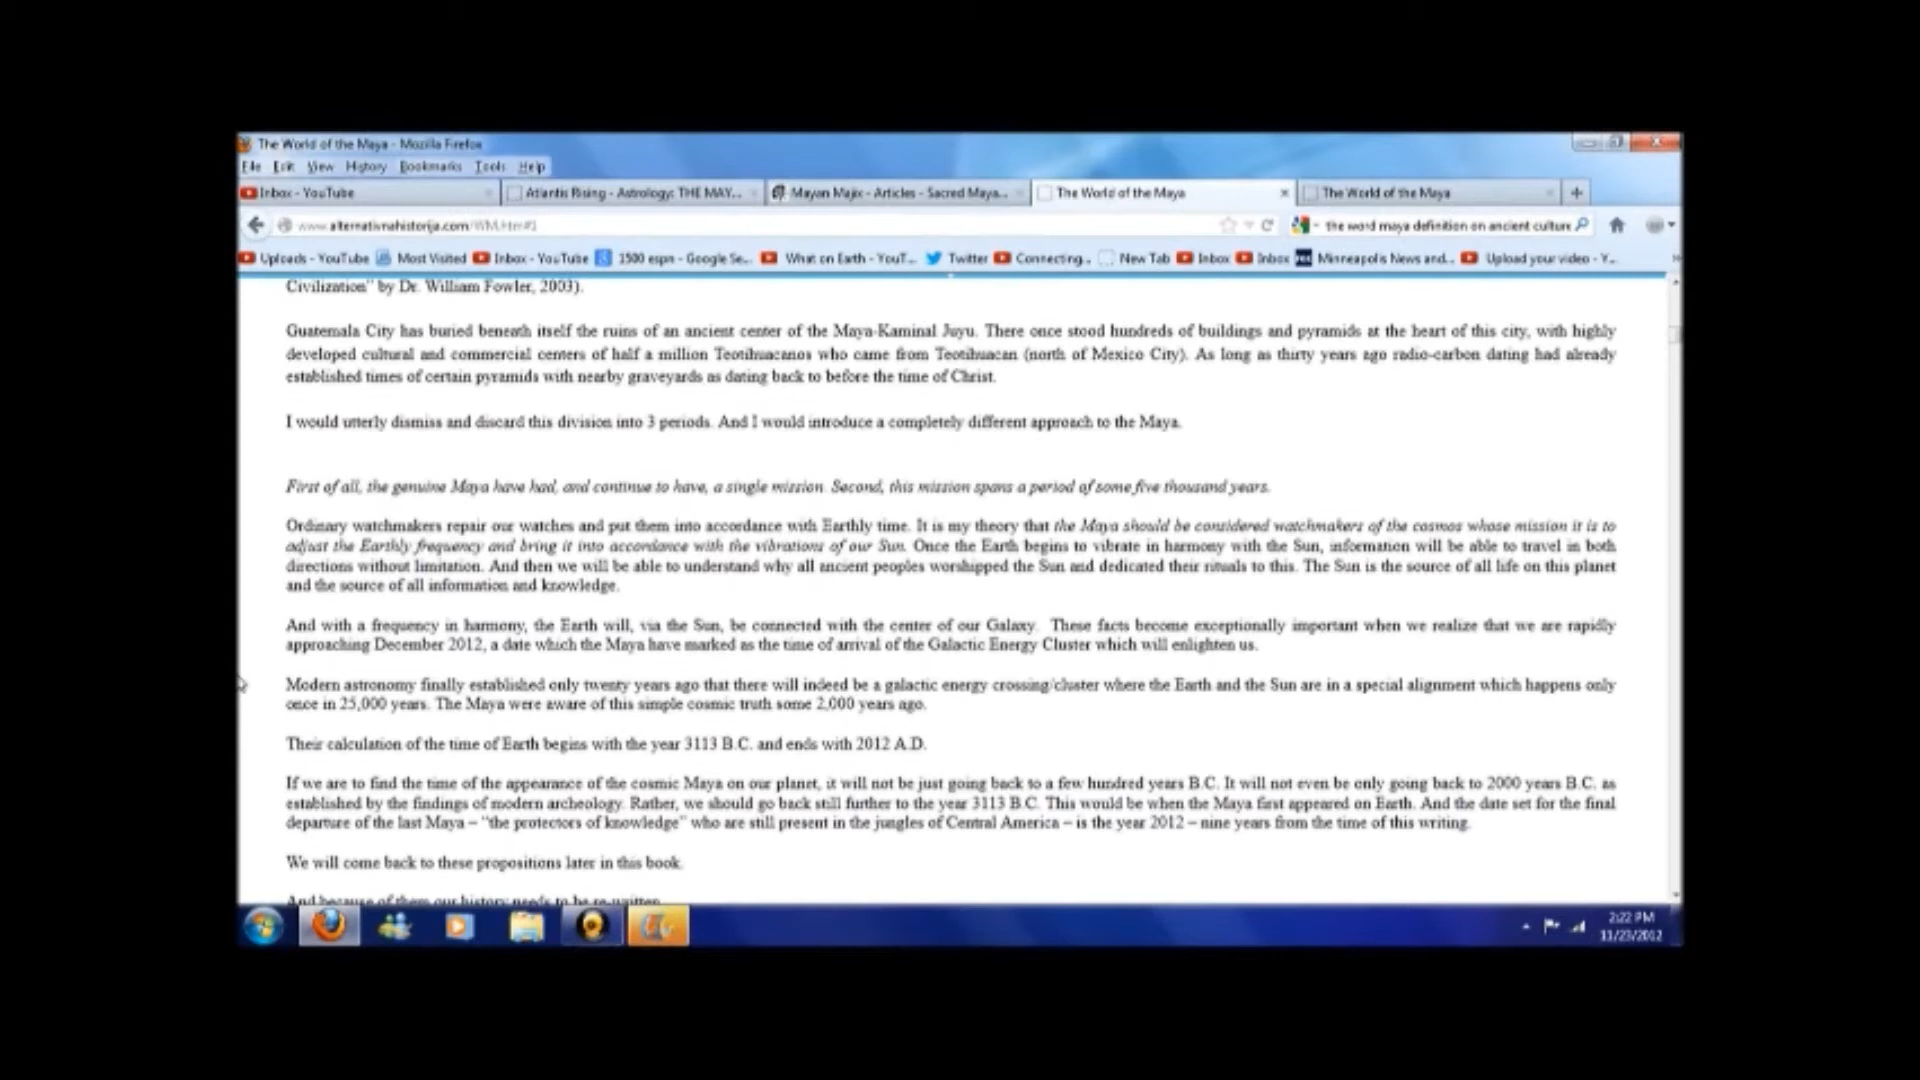 The World of the Maya - Mozilla Firefox
File Edit View History Bookmarks Tools Help
Inbox - YouTube Atlantis Rising - Astrology: THE MAY... Mayan Majix - Articles - Sacred Maya... The World of the Maya The World of the Maya
www.alternativnahistorija.com/WM.htm#1 the word maya definition on ancient culture
Uploads - YouTube Most Visited Inbox - YouTube 1500 espn - Google Se... What on Earth - YouT... Twitter Connecting... New Tab Inbox Inbox Minneapolis News and... Upload your video - Y...
Civilization" by Dr. William Fowler, 2003).
Guatemala City has buried beneath itself the ruins of an ancient center of the Maya-Kaminal Juyu. There once stood hundreds of buildings and pyramids at the heart of this city, with highly
developed cultural and commercial centers of half a million Teotihuacanos who came from Teotihuacan (north of Mexico City). As long as thirty years ago radio-carbon dating had already
established times of certain pyramids with nearby graveyards as dating back to before the time of Christ.
I would utterly dismiss and discard this division into 3 periods. And I would introduce a completely different approach to the Maya.
First of all, the genuine Maya have had, and continue to have, a single mission. Second, this mission spans a period of some five thousand years.
Ordinary watchmakers repair our watches and put them into accordance with Earthly time. It is my theory that the Maya should be considered watchmakers of the cosmos whose mission it is to
adjust the Earthly frequency and bring it into accordance with the vibrations of our Sun. Once the Earth begins to vibrate in harmony with the Sun, information will be able to travel in both
directions without limitation. And then we will be able to understand why all ancient peoples worshipped the Sun and dedicated their rituals to this. The Sun is the source of all life on this planet
and the source of all information and knowledge.
And with a frequency in harmony, the Earth will, via the Sun, be connected with the center of our Galaxy. These facts become exceptionally important when we realize that we are rapidly
approaching December 2012, a date which the Maya have marked as the time of arrival of the Galactic Energy Cluster which will enlighten us.
Modern astronomy finally established only twenty years ago that there will indeed be a galactic energy crossing/cluster where the Earth and the Sun are in a special alignment which happens only
once in 25,000 years. The Maya were aware of this simple cosmic truth some 2,000 years ago.
Their calculation of the time of Earth begins with the year 3113 B.C. and ends with 2012 A.D.
If we are to find the time of the appearance of the cosmic Maya on our planet, it will not be just going back to a few hundred years B.C. It will not even be only going back to 2000 years B.C. as
established by the findings of modern archeology. Rather, we should go back still further to the year 3113 B.C. This would be when the Maya first appeared on Earth. And the date set for the final
departure of the last Maya – "the protectors of knowledge" who are still present in the jungles of Central America – is the year 2012 – nine years from the time of this writing.
We will come back to these propositions later in this book.
And because of them our history needs to be re-written.
2:22 PM
11/23/2012